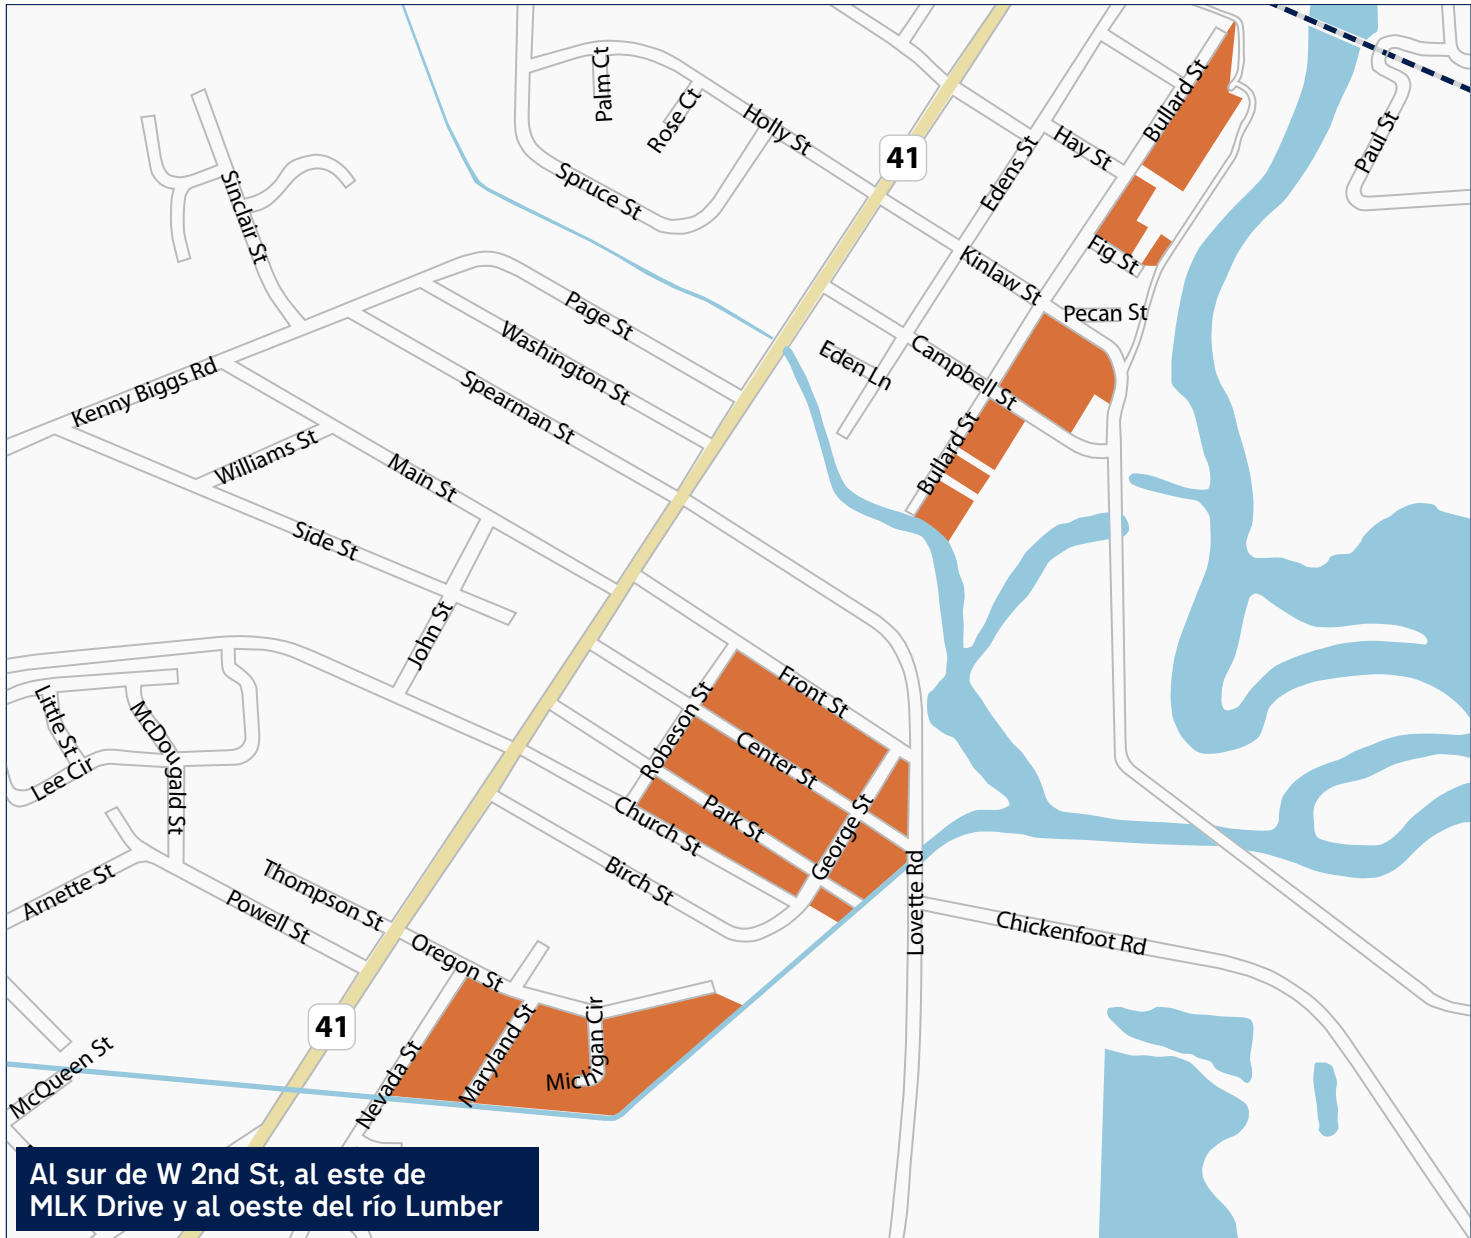 Palm Ct
Rose Ct
Holly St
Spruce St
41
Bullard St
Hay St
Edens St
Paul St
Sinclair St
Fig St
Kinlaw St
Pecan St
Page St
Washington St
Spearman St
Eden Ln
Campbell St
Bullard St
Kenny Biggs Rd
Williams St
Main St
Side St
John St
Little St
McDougald St
Lee Cir
Front St
Robeson St
Center St
Park St
George St
Church St
Birch St
Lovette Rd
Chickenfoot Rd
Arnette St
Thompson St
Powell St
Oregon St
41
Nevada St
Maryland St
Michigan Cir
McQueen St
Al sur de W 2nd St, al este de
MLK Drive y al oeste del río Lumber